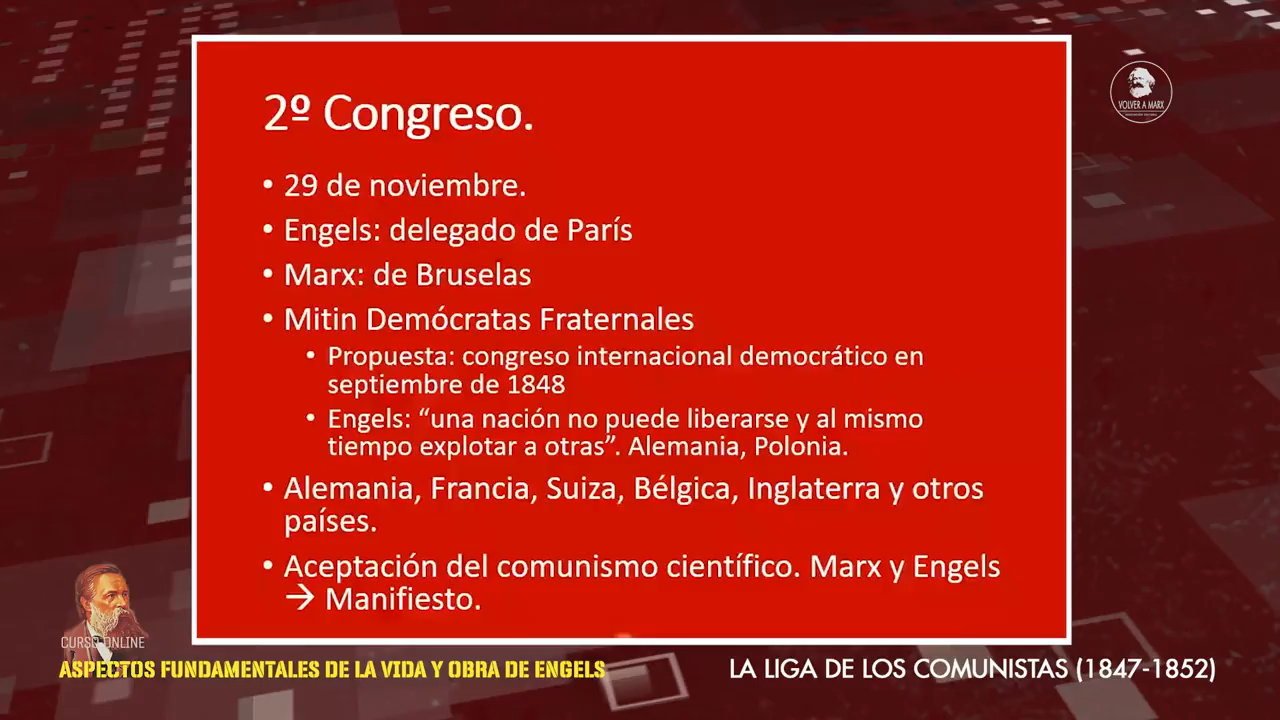 2º Congreso.
• 29 de noviembre.
• Engels: delegado de París
• Marx: de Bruselas
• Mitin Demócratas Fraternales
• Propuesta: congreso internacional democrático en
septiembre de 1848
• Engels: “una nación no puede liberarse y al mismo
tiempo explotar a otras”. Alemania, Polonia.
• Alemania, Francia, Suiza, Bélgica, Inglaterra y otros
países.
• Aceptación del comunismo científico. Marx y Engels
→ Manifiesto.
VOLVER A MARX
CURSO ONLINE
ASPECTOS FUNDAMENTALES DE LA VIDA Y OBRA DE ENGELS
LA LIGA DE LOS COMUNISTAS (1847-1852)